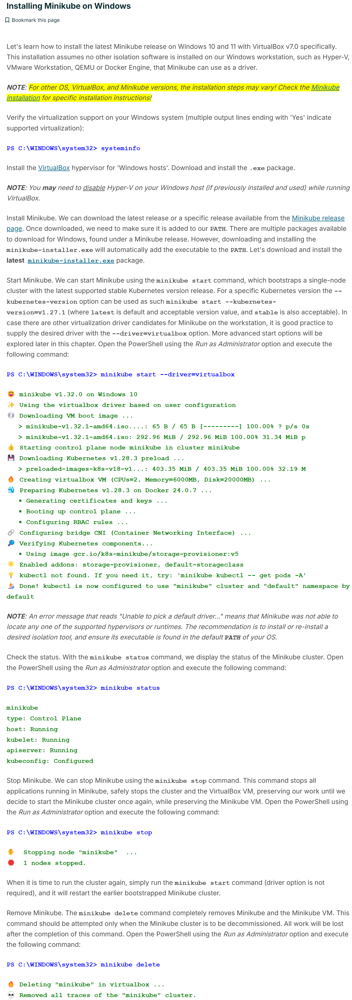 Installing Minikube on Windows
Bookmark this page
Let's learn how to install the latest Minikube release on Windows 10 and 11 with VirtualBox v7.0 specifically.
This installation assumes no other isolation software is installed on our Windows workstation, such as Hyper-V,
VMware Workstation, QEMU or Docker Engine, that Minikube can use as a driver.
NOTE: For other OS, VirtualBox, and Minikube versions, the installation steps may vary! Check the Minikube
installation for specific installation instructions!
Verify the virtualization support on your Windows system (multiple output lines ending with 'Yes' indicate
supported virtualization):
PS C:\WINDOWS\system32> systeminfo
Install the VirtualBox hypervisor for 'Windows hosts'. Download and install the .exe package.
NOTE: You may need to disable Hyper-V on your Windows host (if previously installed and used) while running
VirtualBox.
Install Minikube. We can download the latest release or a specific release available from the Minikube release
page. Once downloaded, we need to make sure it is added to our PATH. There are multiple packages available
to download for Windows, found under a Minikube release. However, downloading and installing the
minikube-installer.exe will automatically add the executable to the PATH. Let's download and install the
latest minikube-installer.exe package.
Start Minikube. We can start Minikube using the minikube start command, which bootstraps a single-node
cluster with the latest supported stable Kubernetes version release. For a specific Kubernetes version the --
kubernetes-version option can be used as such minikube start --kubernetes-
version=v1.27.1 (where latest is default and acceptable version value, and stable is also acceptable). In
case there are other virtualization driver candidates for Minikube on the workstation, it is good practice to
supply the desired driver with the --driver=virtualbox option. More advanced start options will be
explored later in this chapter. Open the PowerShell using the Run as Administrator option and execute the
following command:
PS C:\WINDOWS\system32> minikube start --driver=virtualbox
😄 minikube v1.32.0 on Windows 10
✨ Using the virtualbox driver based on user configuration
💿 Downloading VM boot image ...
> minikube-v1.32.1-amd64.iso....: 65 B / 65 B [---------] 100.00% ? p/s 0s
> minikube-v1.32.1-amd64.iso: 292.96 MiB / 292.96 MiB 100.00% 31.34 MiB p
👍 Starting control plane node minikube in cluster minikube
💾 Downloading Kubernetes v1.28.3 preload ...
> preloaded-images-k8s-v18-v1...: 403.35 MiB / 403.35 MiB 100.00% 32.19 M
🔥 Creating virtualbox VM (CPUs=2, Memory=6000MB, Disk=20000MB) ...
🐳 Preparing Kubernetes v1.28.3 on Docker 24.0.7 ...
▪ Generating certificates and keys ...
▪ Booting up control plane ...
▪ Configuring RBAC rules ...
🔗 Configuring bridge CNI (Container Networking Interface) ...
🔎 Verifying Kubernetes components...
▪ Using image gcr.io/k8s-minikube/storage-provisioner:v5
🌟 Enabled addons: storage-provisioner, default-storageclass
💡 kubectl not found. If you need it, try: 'minikube kubectl -- get pods -A'
🏄 Done! kubectl is now configured to use "minikube" cluster and "default" namespace by
default
NOTE: An error message that reads "Unable to pick a default driver..." means that Minikube was not able to
locate any one of the supported hypervisors or runtimes. The recommendation is to install or re-install a
desired isolation tool, and ensure its executable is found in the default PATH of your OS.
Check the status. With the minikube status command, we display the status of the Minikube cluster. Open
the PowerShell using the Run as Administrator option and execute the following command:
PS C:\WINDOWS\system32> minikube status
minikube
type: Control Plane
host: Running
kubelet: Running
apiserver: Running
kubeconfig: Configured
Stop Minikube. We can stop Minikube using the minikube stop command. This command stops all
applications running in Minikube, safely stops the cluster and the VirtualBox VM, preserving our work until we
decide to start the Minikube cluster once again, while preserving the Minikube VM. Open the PowerShell using
the Run as Administrator option and execute the following command:
PS C:\WINDOWS\system32> minikube stop
✋ Stopping node "minikube" ...
🛑 1 nodes stopped.
When it is time to run the cluster again, simply run the minikube start command (driver option is not
required), and it will restart the earlier bootstrapped Minikube cluster.
Remove Minikube. The minikube delete command completely removes Minikube and the Minikube VM. This
command should be attempted only when the Minikube cluster is to be decommissioned. All work will be lost
after the completion of this command. Open the PowerShell using the Run as Administrator option and execute
the following command:
PS C:\WINDOWS\system32> minikube delete
🔥 Deleting "minikube" in virtualbox ...
💀 Removed all traces of the "minikube" cluster.